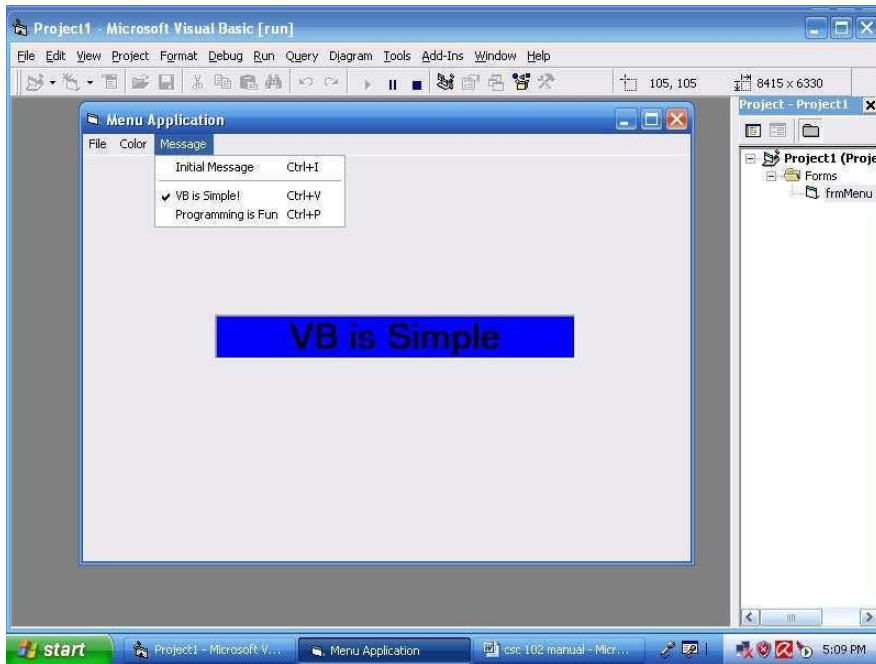 Project1 - Microsoft Visual Basic [run]
File Edit View Project Format Debug Run Query Diagram Tools Add-Ins Window Help
105, 105 8415 x 6330
Project - Project1
Menu Application
File Color Message
Initial Message Ctrl+I
VB is Simple! Ctrl+V
Programming is Fun Ctrl+P
Project1 (Proje
Forms
frmMenu
VB is Simple
start Project1 - Microsoft V... Menu Application csc 102 manual - Micr... 5:09 PM